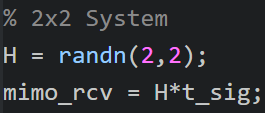 % 2x2 System
H = randn(2,2);
mimo_rcv = H*t_sig;